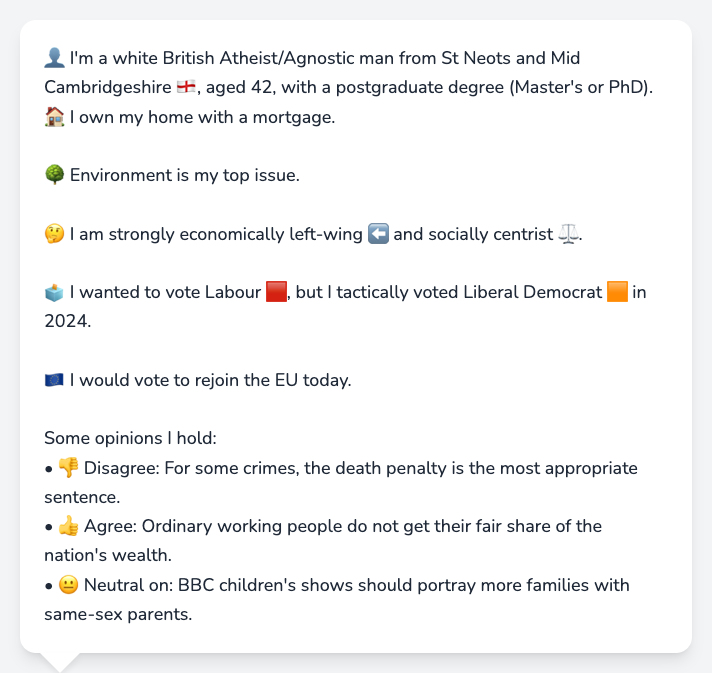 👤 I'm a white British Atheist/Agnostic man from St Neots and Mid
Cambridgeshire 🏴󠁧󠁢󠁥󠁮󠁧󠁿, aged 42, with a postgraduate degree (Master's or PhD).
🏠 I own my home with a mortgage.
🌳 Environment is my top issue.
🤔 I am strongly economically left-wing ⬅️ and socially centrist ⚖️.
🗳️ I wanted to vote Labour 🟥, but I tactically voted Liberal Democrat 🟧 in
2024.
🇪🇺 I would vote to rejoin the EU today.
Some opinions I hold:
• 👎 Disagree: For some crimes, the death penalty is the most appropriate
sentence.
• 👍 Agree: Ordinary working people do not get their fair share of the
nation's wealth.
• 😐 Neutral on: BBC children's shows should portray more families with
same-sex parents.